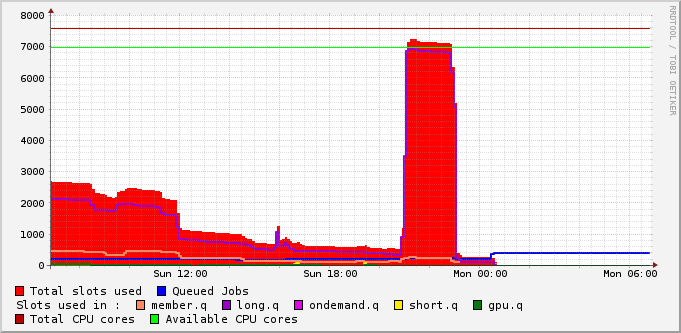 8000
7000
6000
5000
4000
3000
2000
1000
0
Sun 12:00 Sun 18:00 Mon 00:00 Mon 06:00
Total slots used Queued Jobs
Slots used in : member.q long.q ondemand.q short.q gpu.q
Total CPU cores Available CPU cores
RRDTOOL / TOBI OETIKER